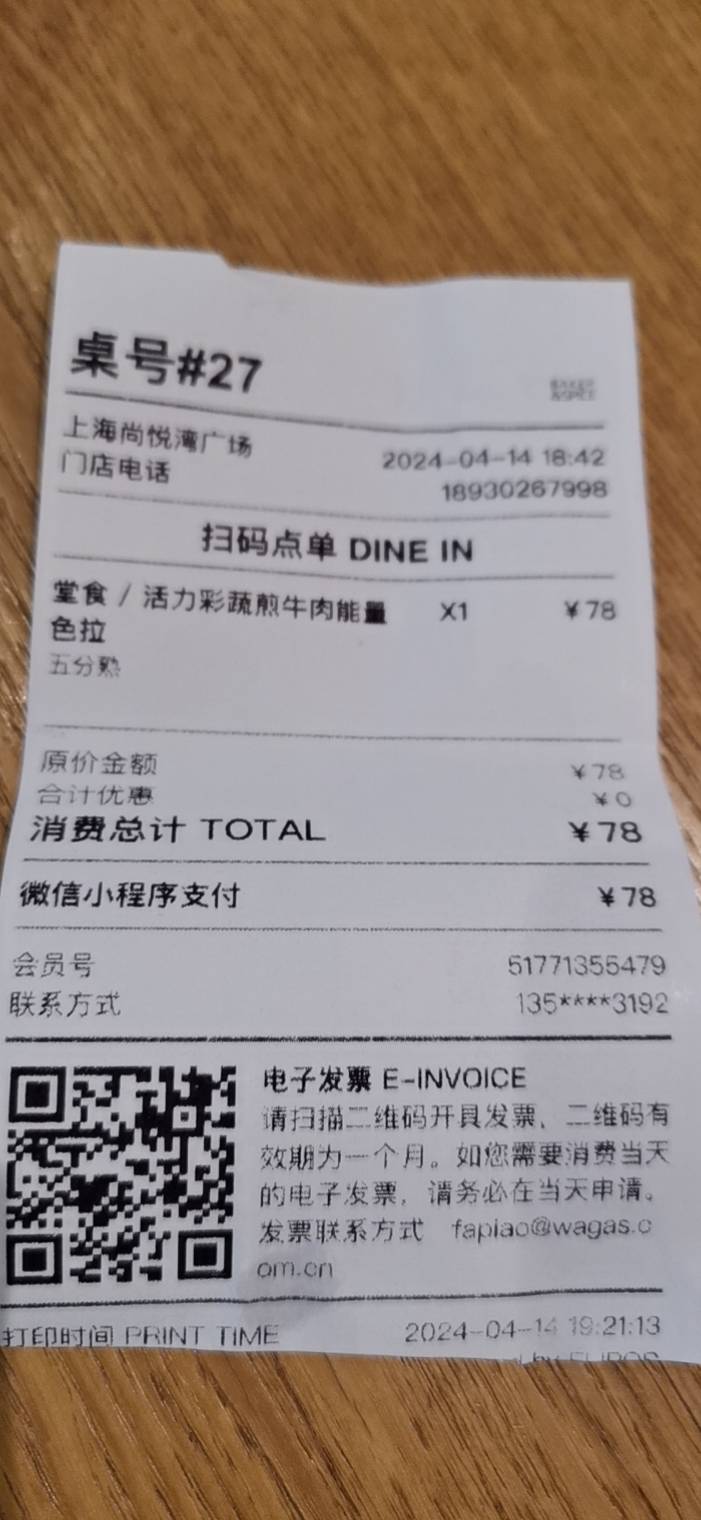 桌号#27
BAKER
&SPICE
上海尚悦湾广场 2024-04-14 18:42
门店电话 18930267998
扫码点单 DINE IN
堂食 / 活力彩蔬煎牛肉能量 X1 ¥78
色拉
五分熟
原价金额 ¥78
合计优惠 ¥0
消费总计 TOTAL ¥78
微信小程序支付 ¥78
会员号 51771355479
联系方式 135****3192
电子发票 E-INVOICE
请扫描二维码开具发票，二维码有
效期为一个月。如您需要消费当天
的电子发票，请务必在当天申请。
发票联系方式 fapiao@wagas.c
om.cn
打印时间 PRINT TIME 2024-04-14 19:21:13